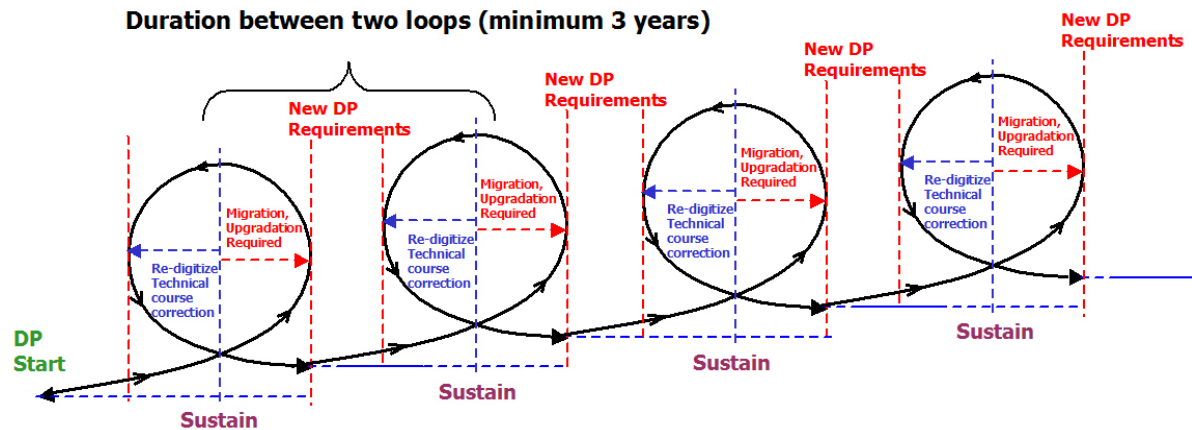 Duration between two loops (minimum 3 years)
New DP
Requirements
New DP
Requirements
New DP
Requirements
New DP
Requirements
Migration,
Upgradation
Required
Re-digitize
Technical
course
correction
Migration,
Upgradation
Required
Re-digitize
Technical
course
correction
Migration,
Upgradation
Required
Re-digitize
Technical
course
correction
Migration,
Upgradation
Required
Re-digitize
Technical
course
correction
DP
Start
Sustain
Sustain
Sustain
Sustain